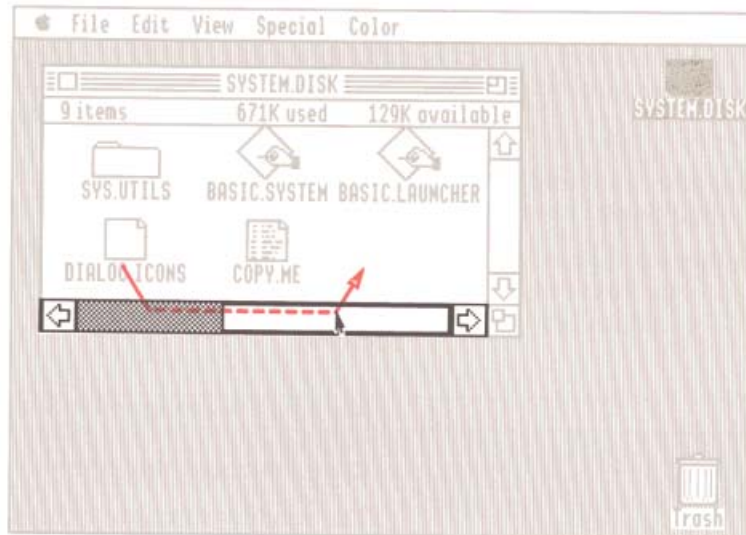 File Edit View Special Color
SYSTEM.DISK
9 items 671K used 129K available
SYSTEM.DISK
SYS.UTILS BASIC.SYSTEM BASIC.LAUNCHER
DIALOG.ICONS COPY.ME
Trash